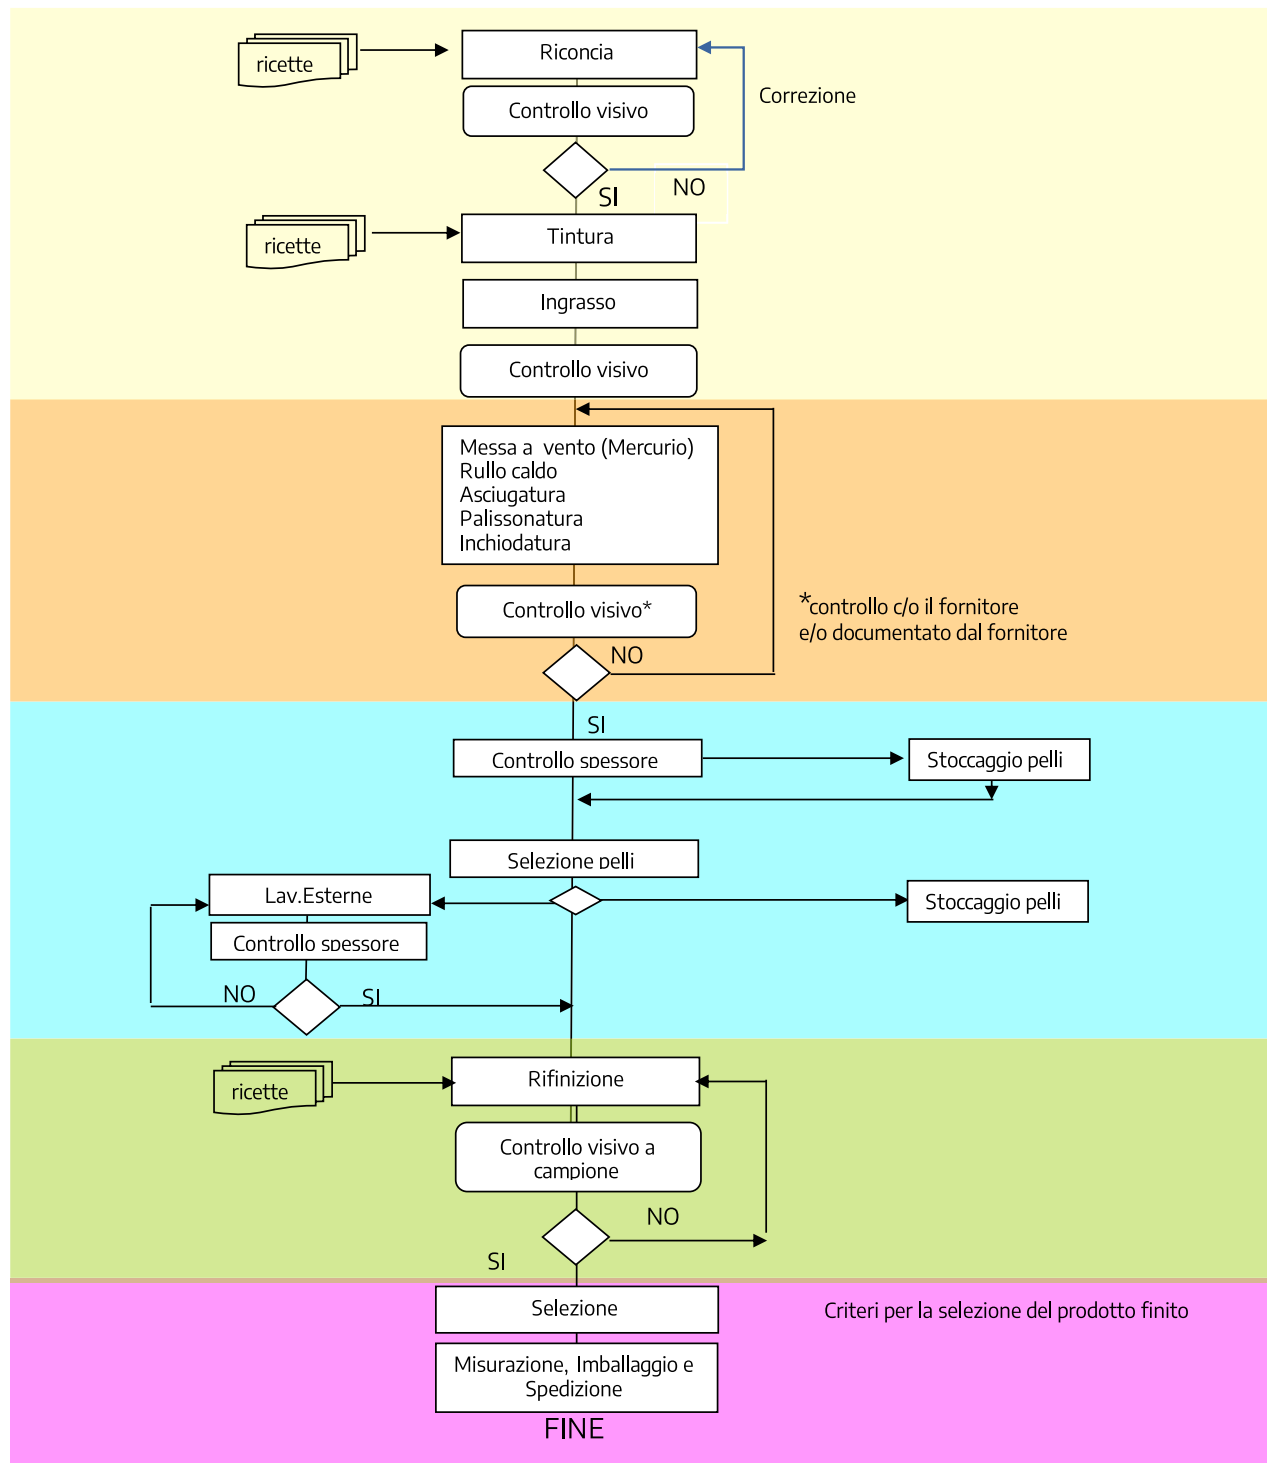 ricette
Riconcia
Controllo visivo
Correzione
NO
SI
ricette
Tintura
Ingrasso
Controllo visivo
Messa a vento (Mercurio)
Rullo caldo
Asciugatura
Palissonatura
Inchiodatura
Controllo visivo*
*controllo c/o il fornitore
e/o documentato dal fornitore
NO
SI
Controllo spessore
Stoccaggio pelli
Selezione pelli
Lav.Esterne
Stoccaggio pelli
Controllo spessore
NO
SI
ricette
Rifinizione
Controllo visivo a
campione
NO
SI
Selezione
Criteri per la selezione del prodotto finito
Misurazione, Imballaggio e
Spedizione
FINE